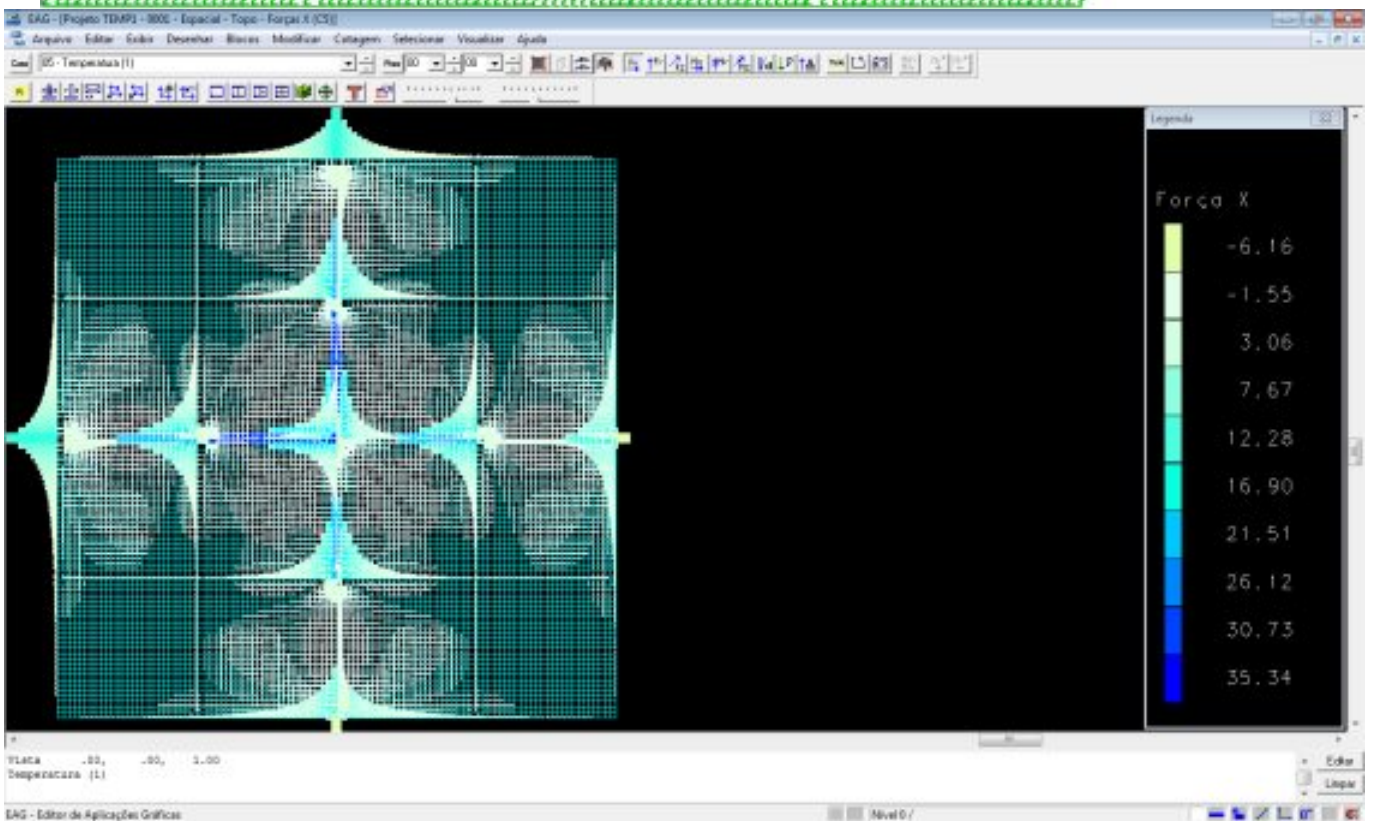 EAG - [Projeto TEMP1 - 0001 - Espacial - Topo - Forças X (CS)]
Arquivo Editar Exibir Desenhar Blocos Modificar Cotagem Selecionar Visualizar Ajuda
Caso 05 - Temperatura (1)
Legenda
Força X
-6.16
-1.55
3.06
7.67
12.28
16.90
21.51
26.12
30.73
35.34
Vista .00, .00, 1.00
Temperatura (1)
Editar
Limpar
EAG - Editor de Aplicações Gráficas
Nível 0 /